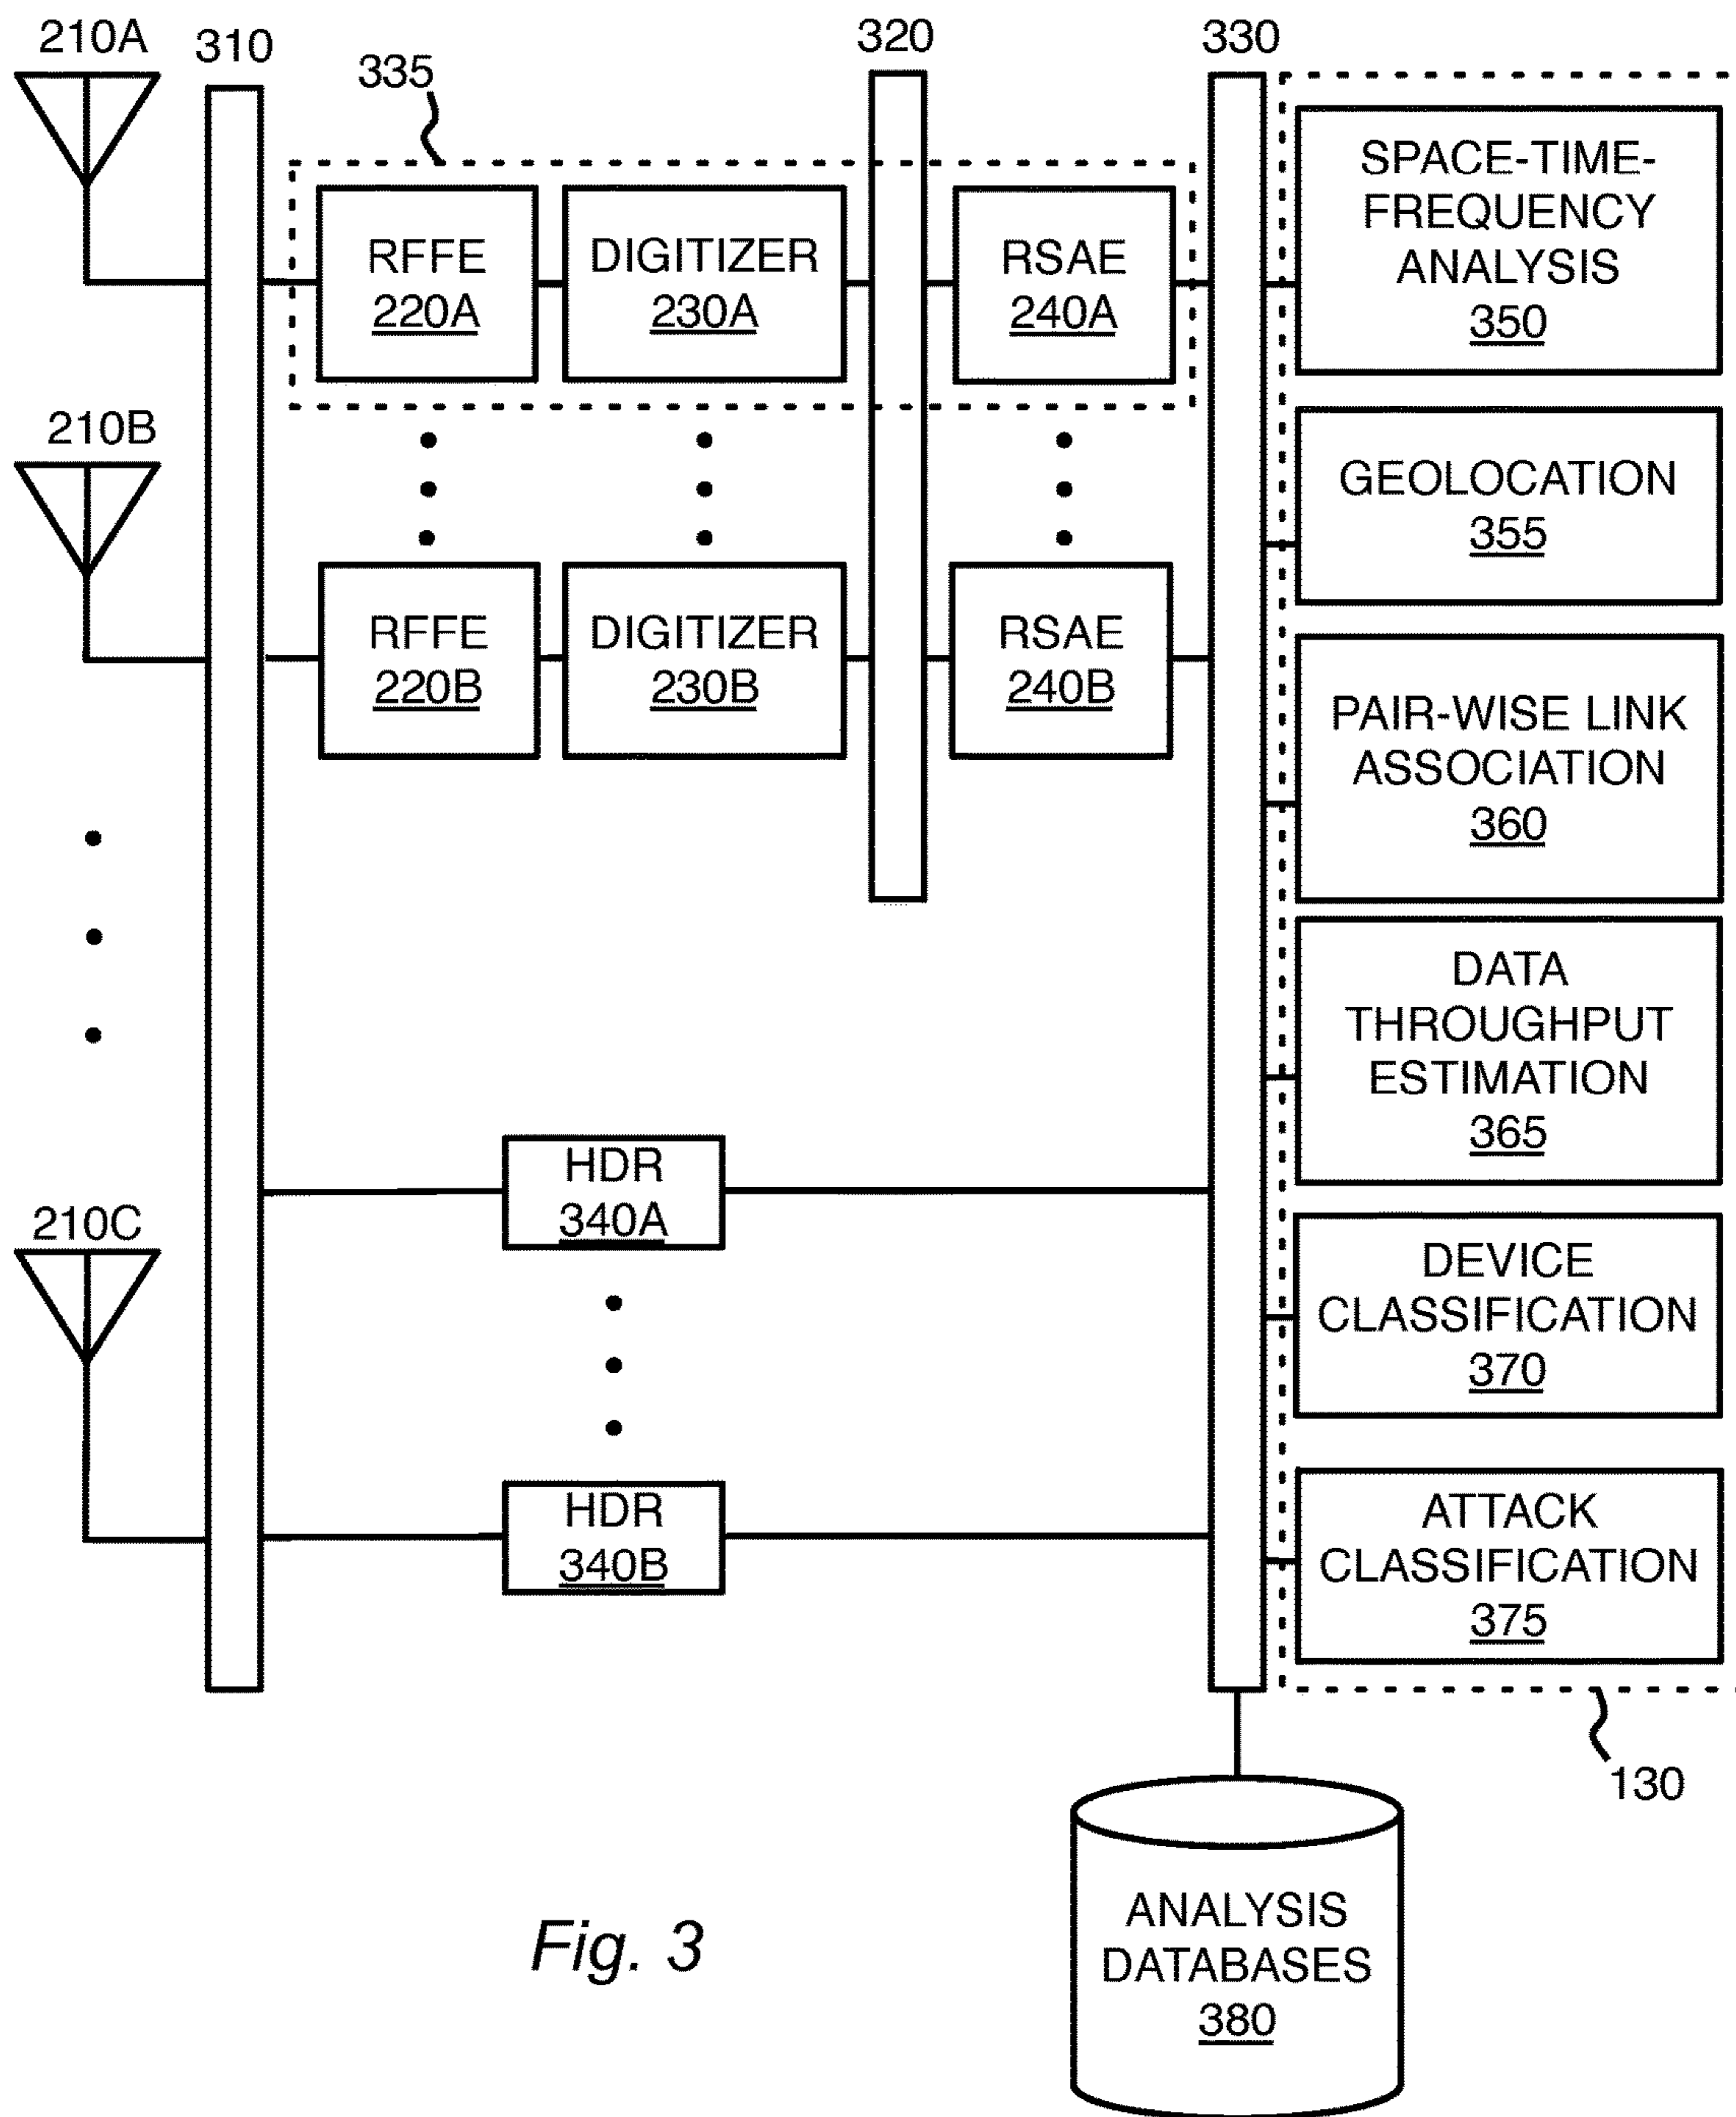 210A
310
335
320
330
SPACE-TIME-
FREQUENCY
ANALYSIS
350
RFFE
220A
DIGITIZER
230A
RSAE
240A
210B
GEOLOCATION
355
RFFE
220B
DIGITIZER
230B
RSAE
240B
PAIR-WISE LINK
ASSOCIATION
360
DATA
THROUGHPUT
ESTIMATION
365
HDR
340A
210C
DEVICE
CLASSIFICATION
370
HDR
340B
ATTACK
CLASSIFICATION
375
130
ANALYSIS
DATABASES
380
Fig. 3